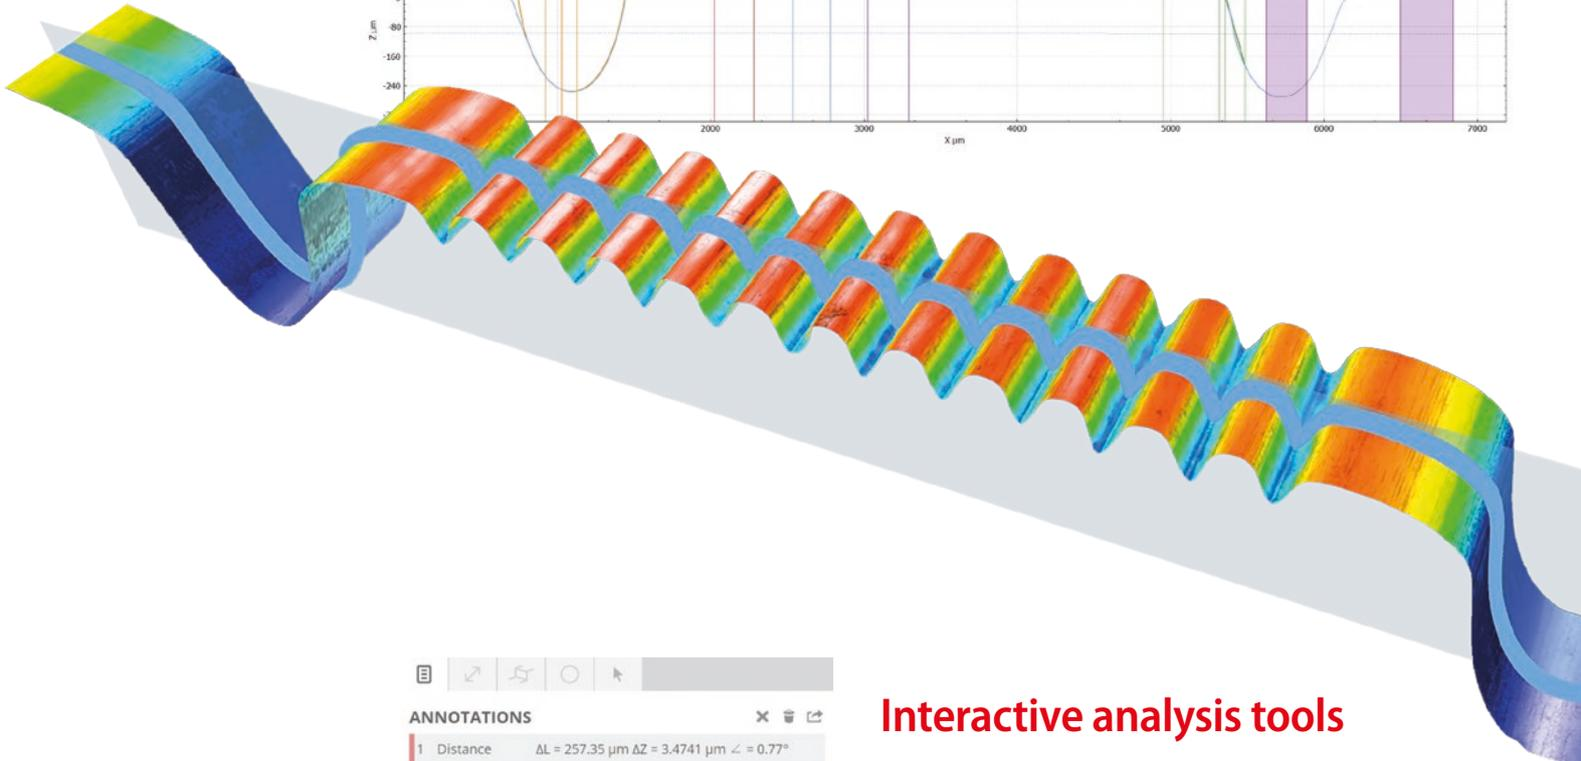 Z µm
-80
-160
-240
2000 3000 4000 5000 6000 7000
X µm
ANNOTATIONS
1 Distance ΔL = 257.35 µm ΔZ = 3.4741 µm ∠ = 0.77°
Interactive analysis tools